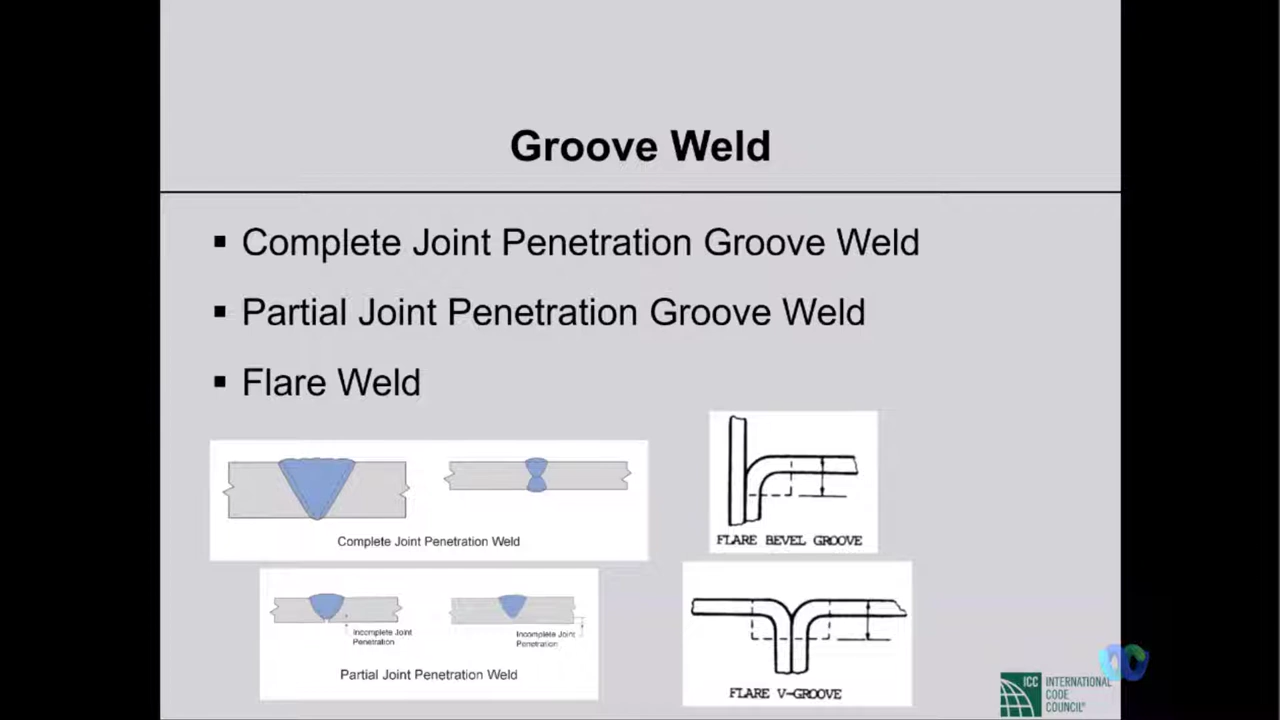 Groove Weld
▪ Complete Joint Penetration Groove Weld
▪ Partial Joint Penetration Groove Weld
▪ Flare Weld
Complete Joint Penetration Weld
Incomplete Joint
Penetration
Incomplete Joint
Penetration
Partial Joint Penetration Weld
FLARE BEVEL GROOVE
FLARE V-GROOVE
ICC
INTERNATIONAL
CODE
COUNCIL®